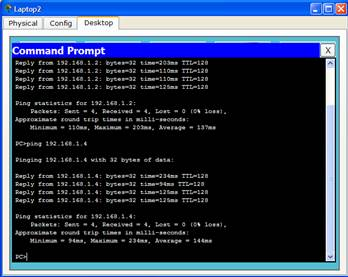 Laptop2
Physical Config Desktop
Command Prompt X
Reply from 192.168.1.2: bytes=32 time=203ms TTL=128
Reply from 192.168.1.2: bytes=32 time=110ms TTL=128
Reply from 192.168.1.2: bytes=32 time=110ms TTL=128
Reply from 192.168.1.2: bytes=32 time=125ms TTL=128

Ping statistics for 192.168.1.2:
    Packets: Sent = 4, Received = 4, Lost = 0 (0% loss),
Approximate round trip times in milli-seconds:
    Minimum = 110ms, Maximum = 203ms, Average = 137ms

PC>ping 192.168.1.4

Pinging 192.168.1.4 with 32 bytes of data:

Reply from 192.168.1.4: bytes=32 time=234ms TTL=128
Reply from 192.168.1.4: bytes=32 time=94ms TTL=128
Reply from 192.168.1.4: bytes=32 time=125ms TTL=128
Reply from 192.168.1.4: bytes=32 time=125ms TTL=128

Ping statistics for 192.168.1.4:
    Packets: Sent = 4, Received = 4, Lost = 0 (0% loss),
Approximate round trip times in milli-seconds:
    Minimum = 94ms, Maximum = 234ms, Average = 144ms

PC>